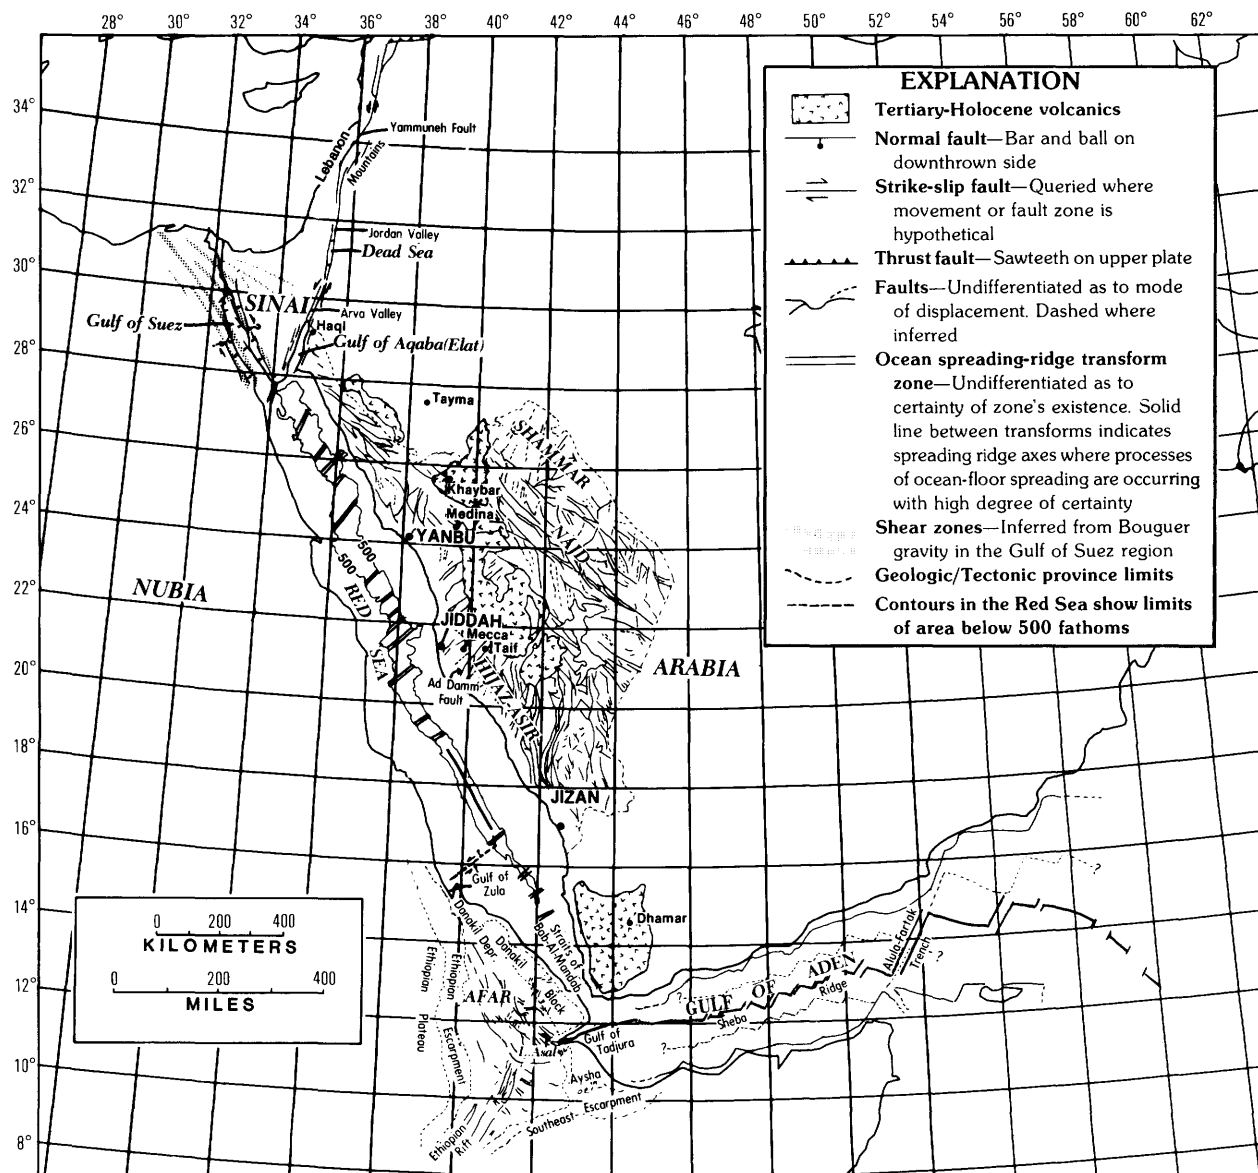 28° 30° 32° 34° 36° 38° 40° 42° 44° 46° 48° 50° 52° 54° 56° 58° 60° 62°
34°
32°
30°
28°
26°
24°
22°
20°
18°
16°
14°
12°
10°
8°
EXPLANATION
Tertiary-Holocene volcanics
Normal fault—Bar and ball on
downthrown side
Strike-slip fault—Queried where
movement or fault zone is
hypothetical
Thrust fault—Sawteeth on upper plate
Faults—Undifferentiated as to mode
of displacement. Dashed where
inferred
Ocean spreading-ridge transform
zone—Undifferentiated as to
certainty of zone's existence. Solid
line between transforms indicates
spreading ridge axes where processes
of ocean-floor spreading are occurring
with high degree of certainty
Shear zones—Inferred from Bouguer
gravity in the Gulf of Suez region
Geologic/Tectonic province limits
Contours in the Red Sea show limits
of area below 500 fathoms
Yammuneh Fault
Lebanon
Mountains
Jordan Valley
Dead Sea
SINAI
Arva Valley
Haql
Gulf of Suez
Gulf of Aqaba(Elat)
Tayma
SHAMMAR
Khaybar
Medina
YANBU
NAJD
500
500
NUBIA
RED
SEA
JIDDAH
Mecca
Taif
ARABIA
HIJAZ-ASIR
Ad Damm
Fault
JIZAN
Gulf of
Zula
Dhamar
Danakil Depr
Danakil
Block
Straits of
Bab-Al-Mandab
Ethiopian
Plateau
Ethiopian
Escarpment
AFAR
GULF OF ADEN
Sheba
Ridge
Alula-Fartak
Trench
?
?
?
?
Gulf of
Tadjura
L. Asal
Aysha
Southeast Escarpment
Ethiopian
Rift
0 200 400
KILOMETERS
0 200 400
MILES